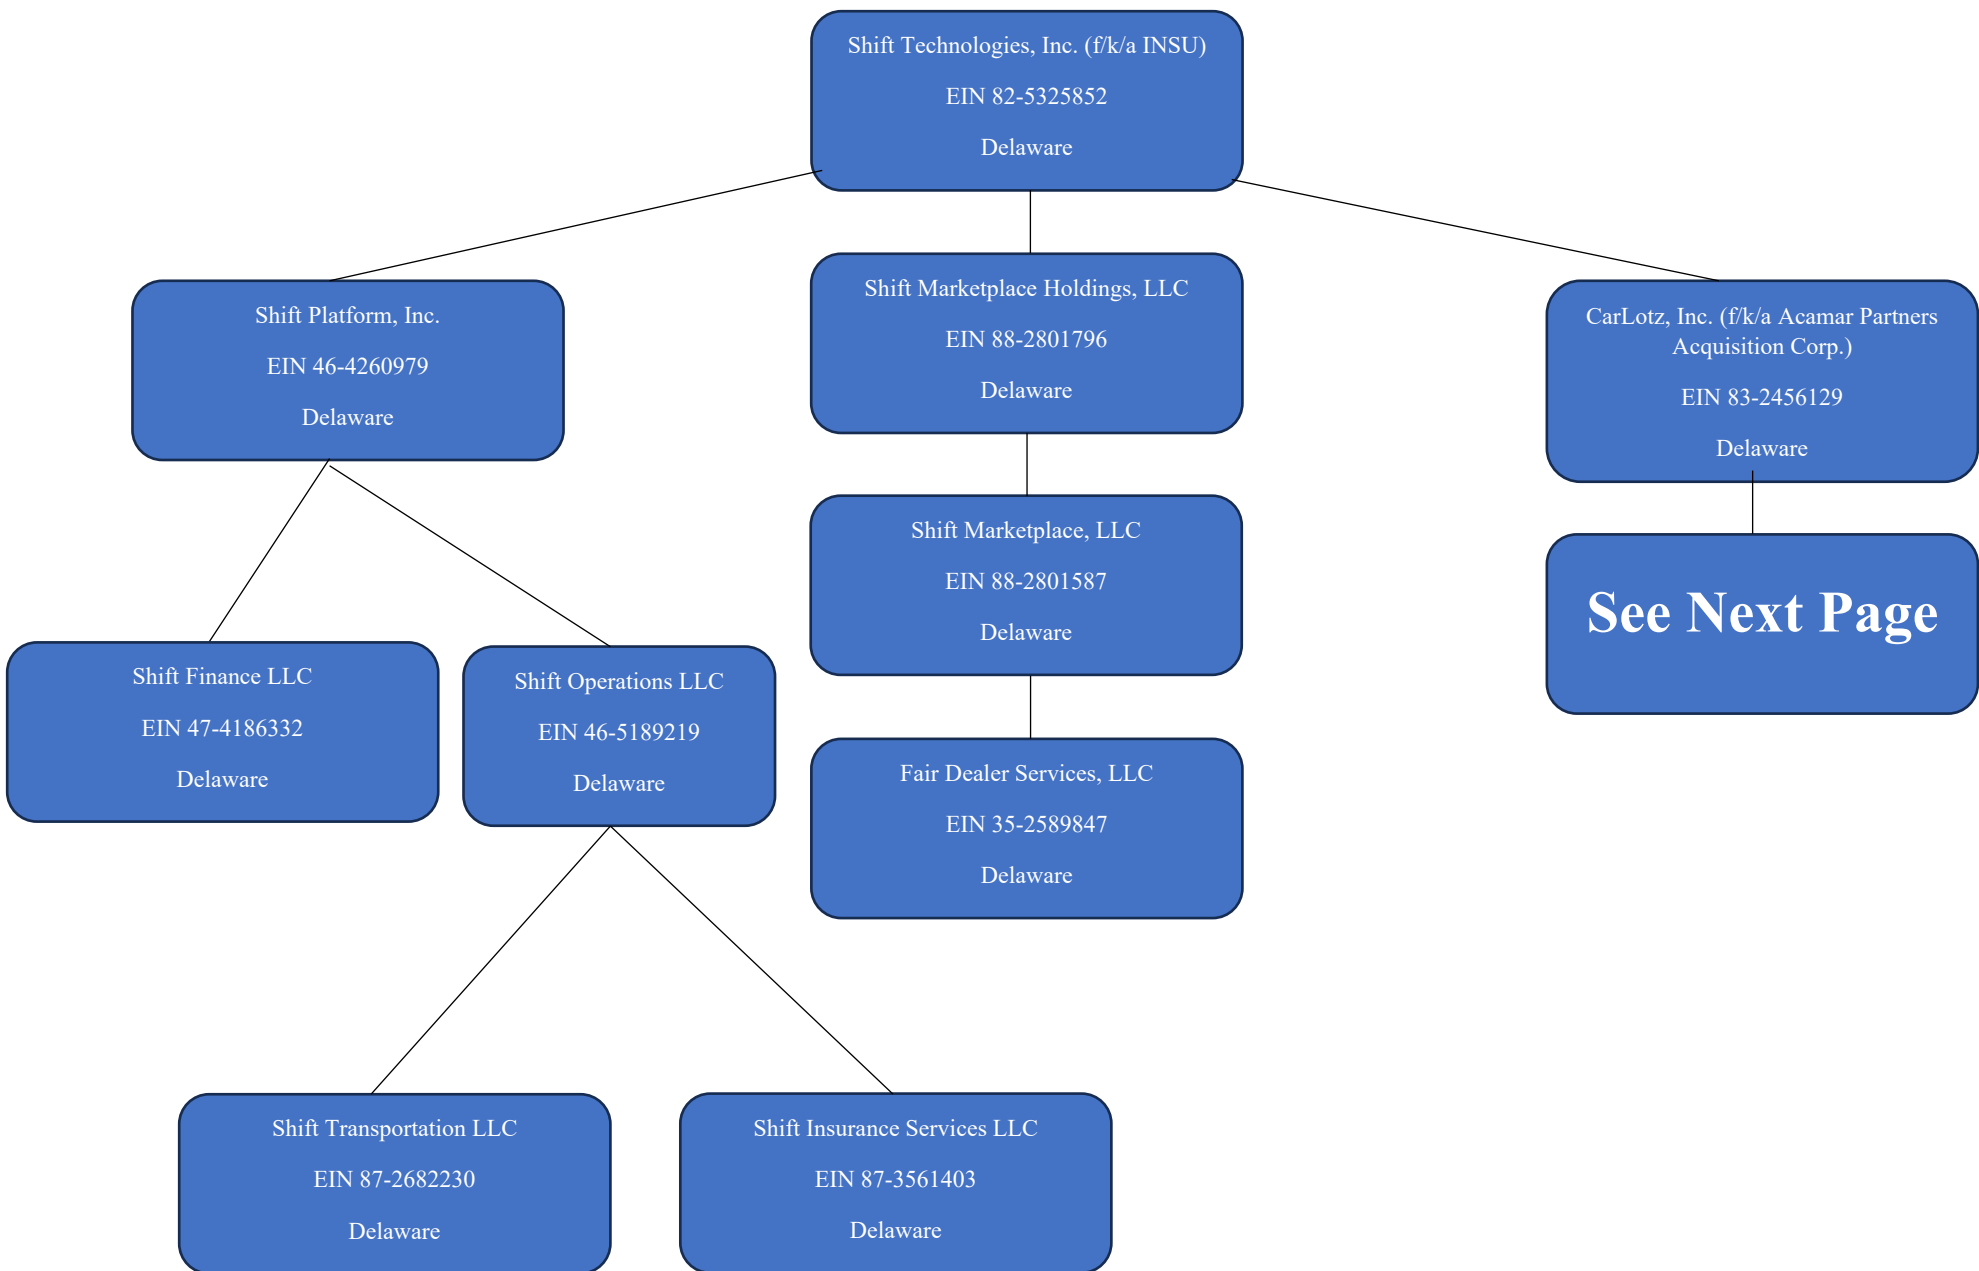 Shift Technologies, Inc. (f/k/a INSU)
EIN 82-5325852
Delaware
Shift Platform, Inc.
EIN 46-4260979
Delaware
Shift Marketplace Holdings, LLC
EIN 88-2801796
Delaware
CarLotz, Inc. (f/k/a Acamar Partners
Acquisition Corp.)
EIN 83-2456129
Delaware
Shift Marketplace, LLC
EIN 88-2801587
Delaware
See Next Page
Shift Finance LLC
EIN 47-4186332
Delaware
Shift Operations LLC
EIN 46-5189219
Delaware
Fair Dealer Services, LLC
EIN 35-2589847
Delaware
Shift Transportation LLC
EIN 87-2682230
Delaware
Shift Insurance Services LLC
EIN 87-3561403
Delaware